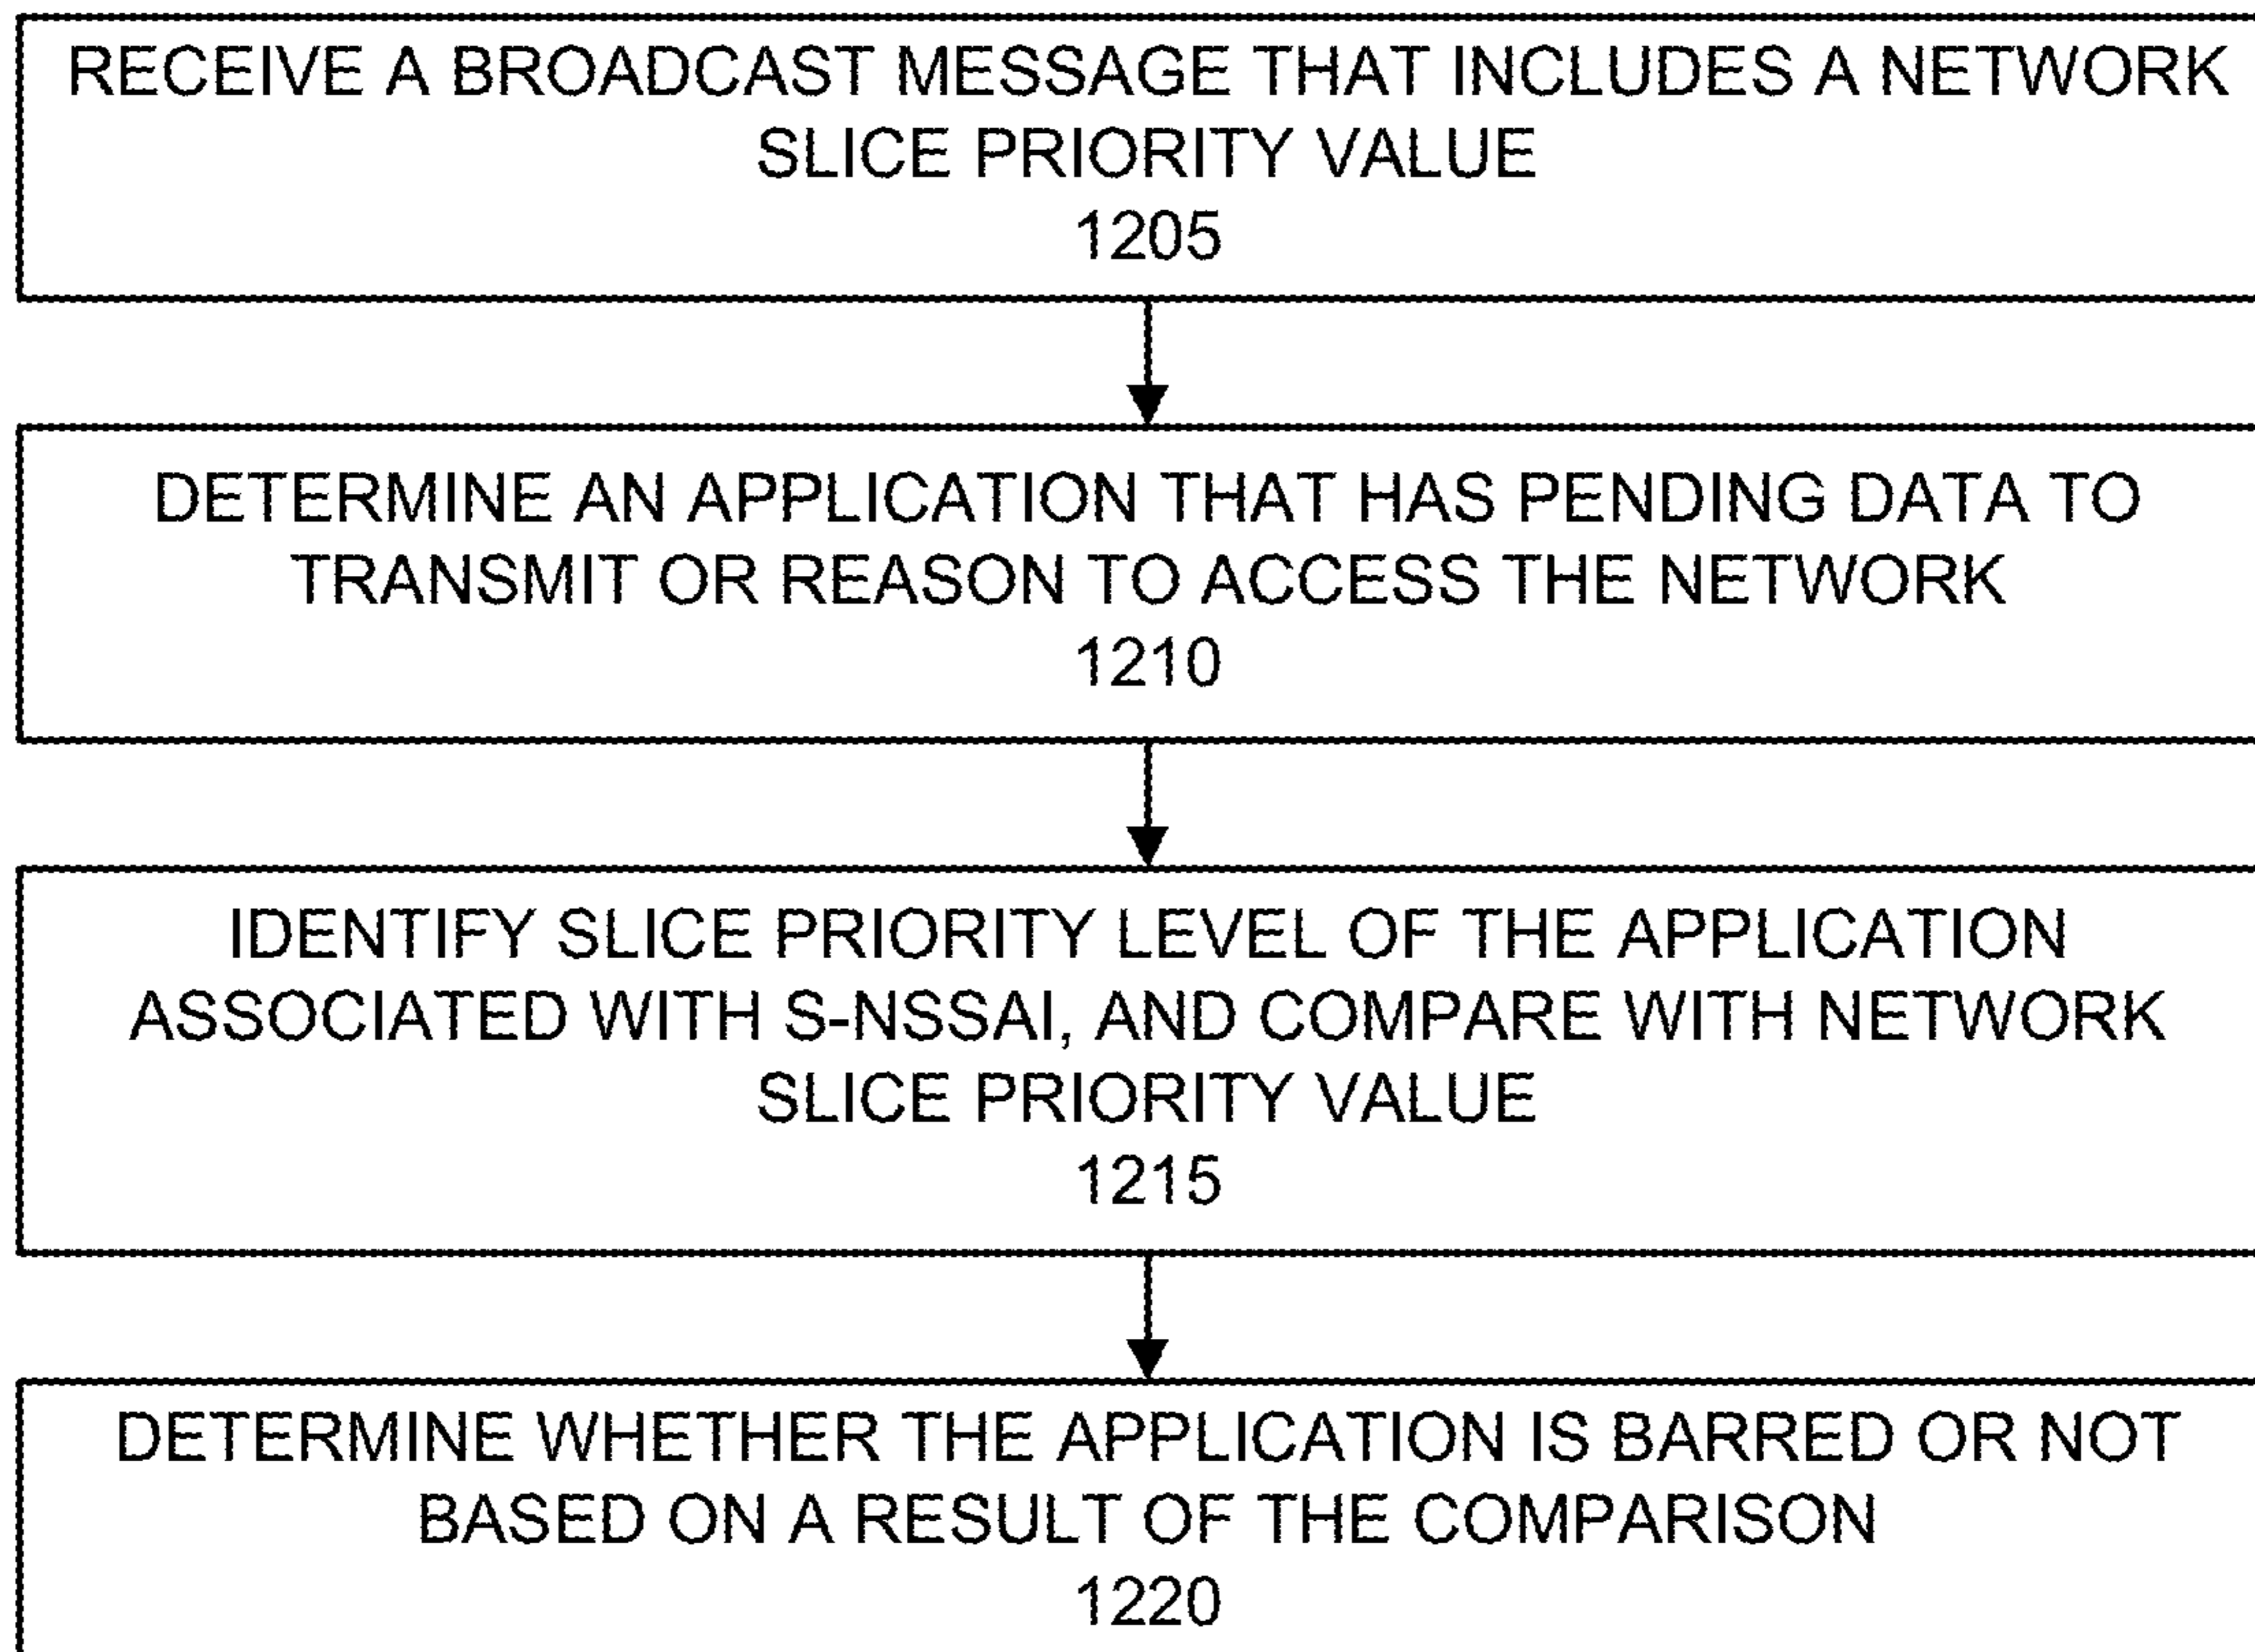 RECEIVE A BROADCAST MESSAGE THAT INCLUDES A NETWORK
SLICE PRIORITY VALUE
1205
DETERMINE AN APPLICATION THAT HAS PENDING DATA TO
TRANSMIT OR REASON TO ACCESS THE NETWORK
1210
IDENTIFY SLICE PRIORITY LEVEL OF THE APPLICATION
ASSOCIATED WITH S-NSSAI, AND COMPARE WITH NETWORK
SLICE PRIORITY VALUE
1215
DETERMINE WHETHER THE APPLICATION IS BARRED OR NOT
BASED ON A RESULT OF THE COMPARISON
1220